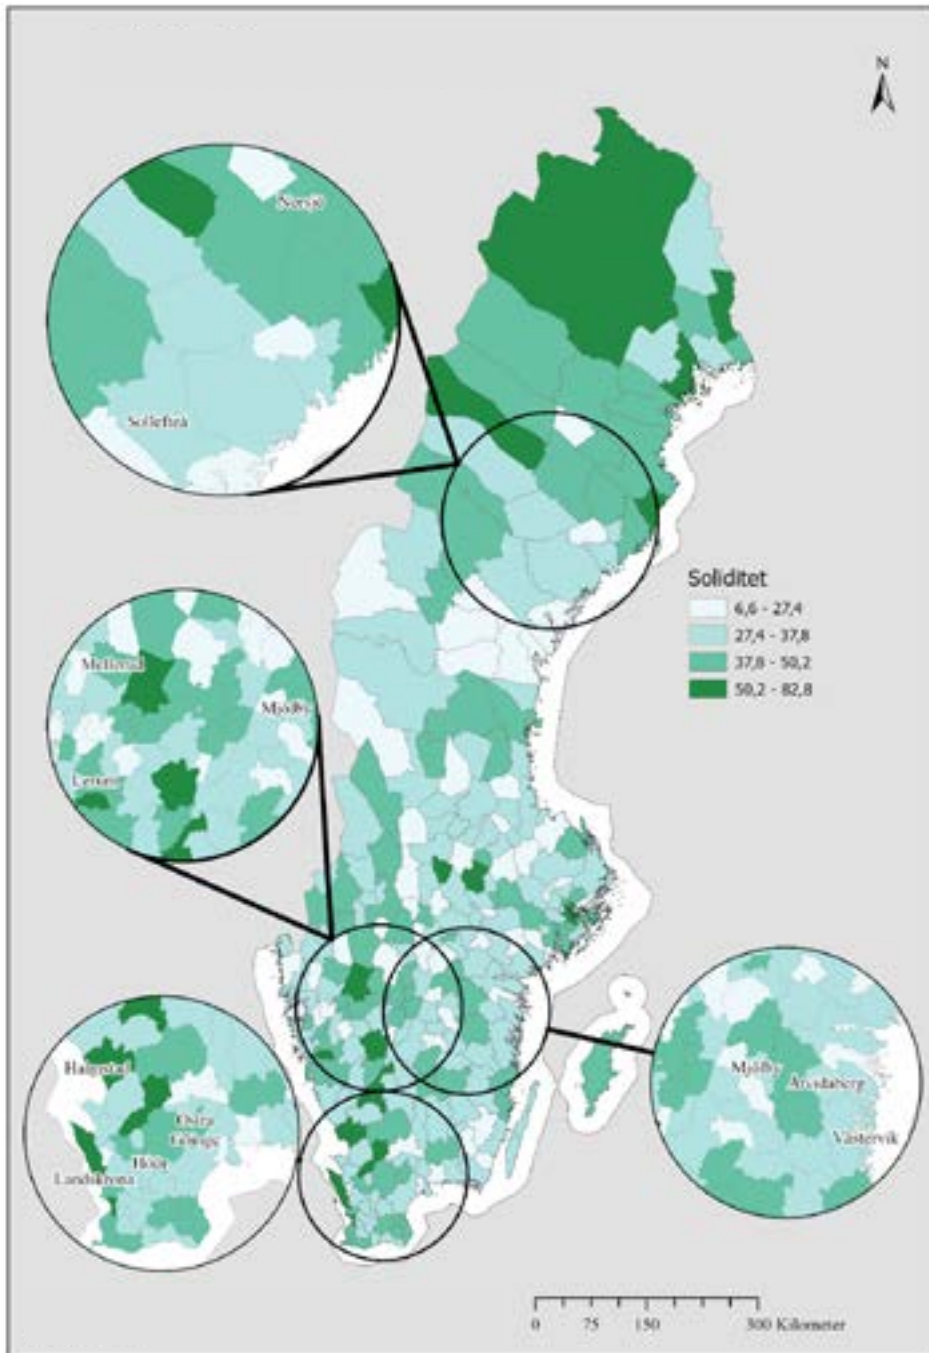 N
Norsjö
Sollefteå
Soliditet
6,6 - 27,4
27,4 - 37,8
37,8 - 50,2
50,2 - 82,8
Mellerud
Mjölby
Lerum
Halmstad
Östra
Göinge
Höör
Landskrona
Mjölby
Åtvidaberg
Västervik
0 75 150 300 Kilometer